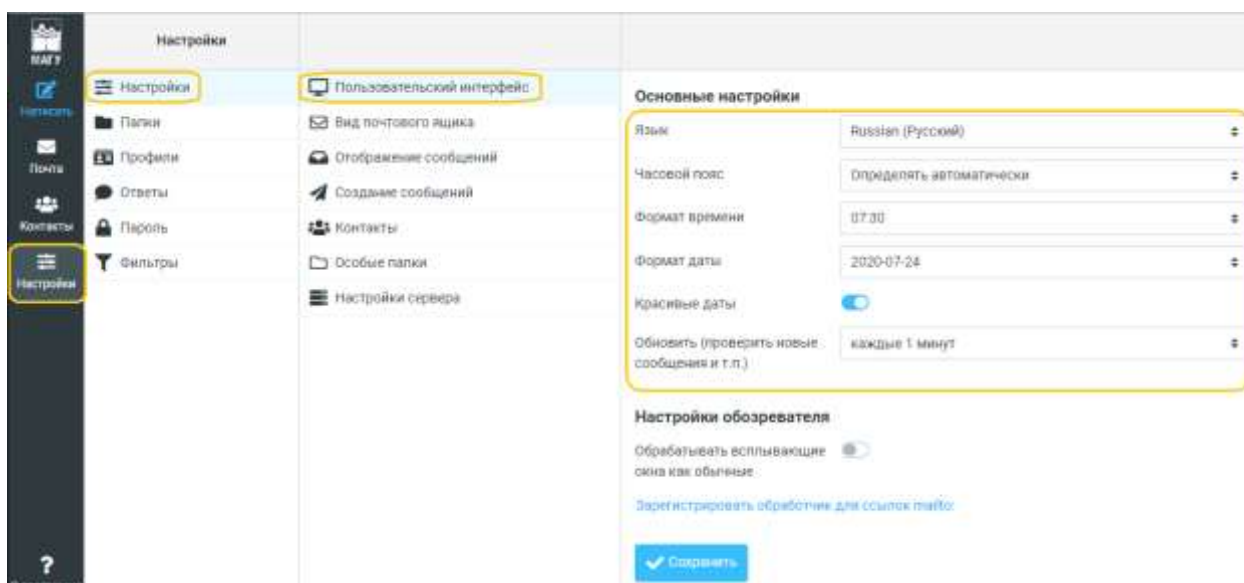 МАГУ
Написать
Почта
Контакты
Настройки
?
Настройки
Настройки
Папки
Профили
Ответы
Пароль
Фильтры
Пользовательский интерфейс
Вид почтового ящика
Отображение сообщений
Создание сообщений
Контакты
Особые папки
Настройки сервера
Основные настройки
Язык
Russian (Русский)
Часовой пояс
Определять автоматически
Формат времени
07:30
Формат даты
2020-07-24
Красивые даты
Обновить (проверить новые
сообщения и т.п.)
каждые 1 минут
Настройки обозревателя
Обрабатывать всплывающие
окна как обычные
Зарегистрировать обработчик для ссылок mailto:
Сохранить